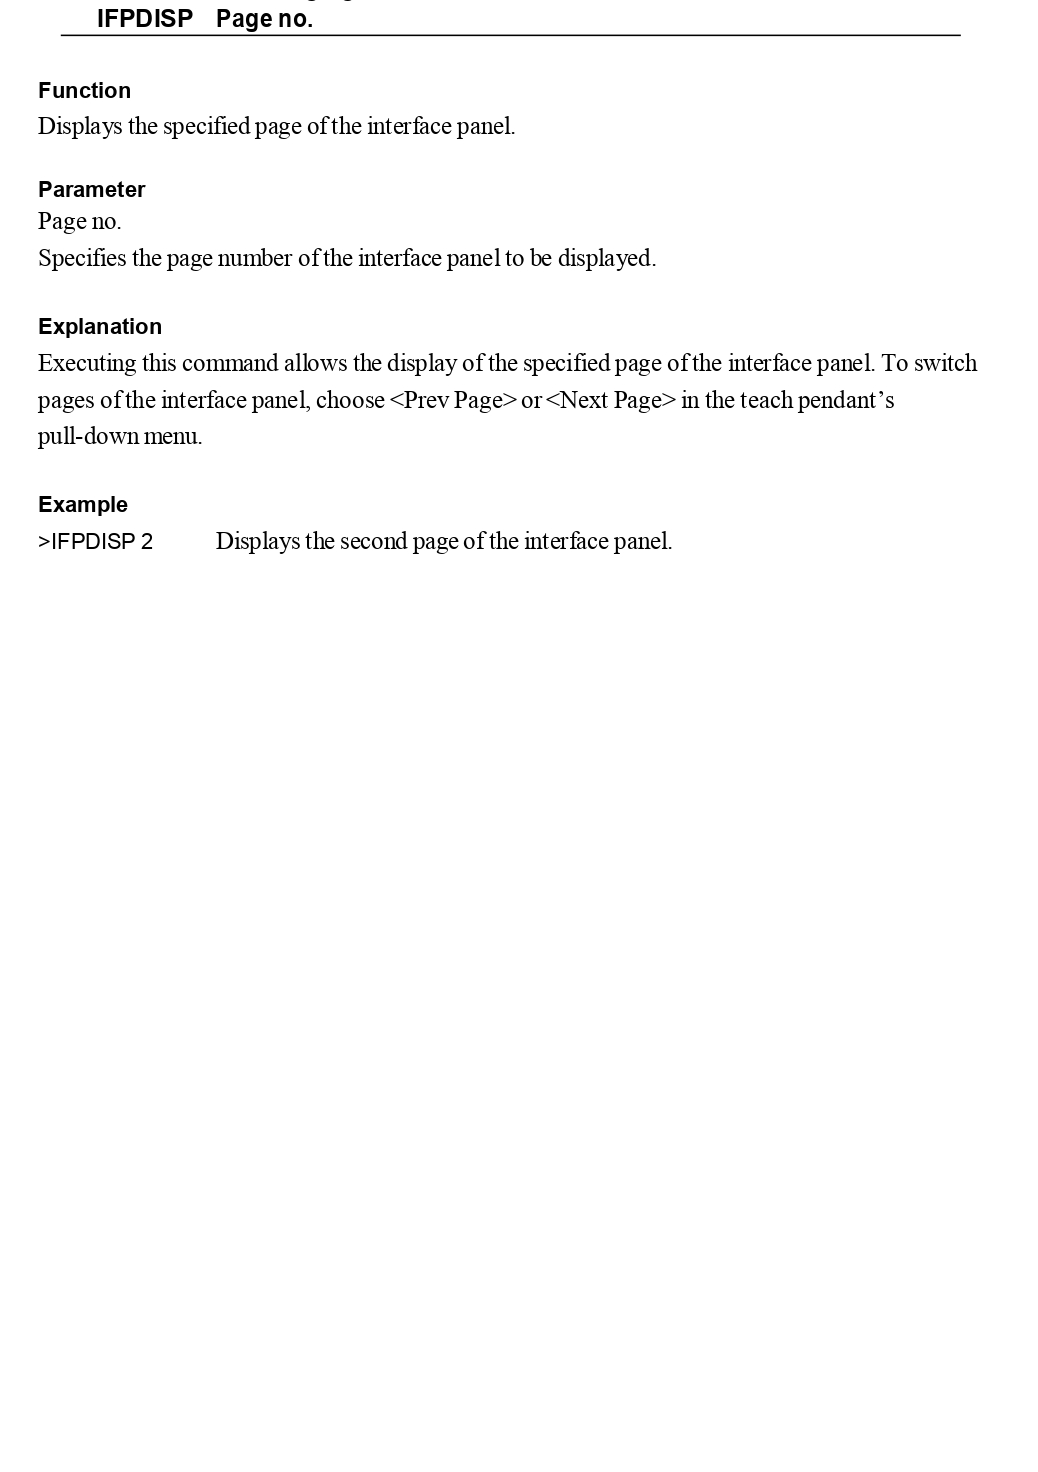 IFPDISP Page no.
Function
Displays the specified page of the interface panel.
Parameter
Page no.
Specifies the page number of the interface panel to be displayed.
Explanation
Executing this command allows the display of the specified page of the interface panel. To switch
pages of the interface panel, choose <Prev Page> or <Next Page> in the teach pendant’s
pull-down menu.
Example
>IFPDISP 2 Displays the second page of the interface panel.